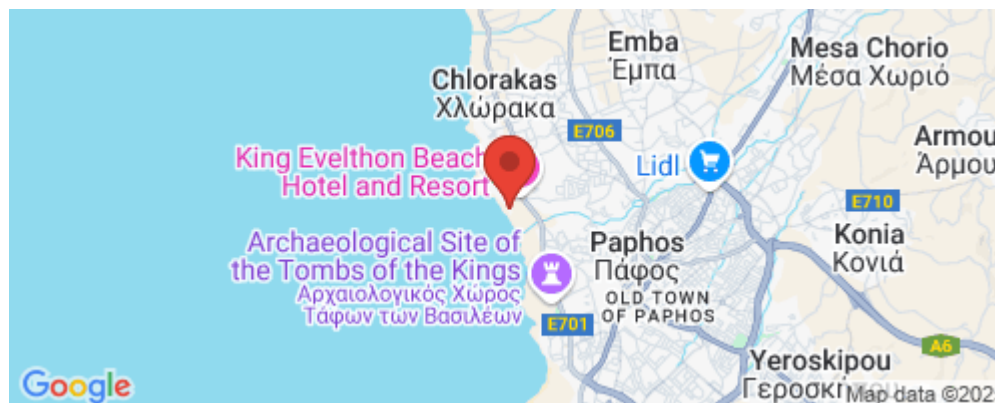 Emba
Έμπα
Mesa Chorio
Μέσα Χωριό
Chlorakas
Χλώρακα
E706
Armou
Άρμου
King Evelthon Beach
Hotel and Resort
Lidl
E710
Archaeological Site of
the Tombs of the Kings
Αρχαιολογικός Χώρος
Τάφων των Βασιλέων
Paphos
Πάφος
OLD TOWN
OF PAPHOS
Konia
Κονιά
E701
A6
Yeroskipou
Google
Map data ©202